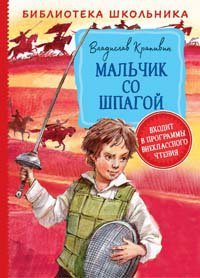 БИБЛИОТЕКА ШКОЛЬНИКА
Владислав Крапивин
МАЛЬЧИК
СО
ШПАГОЙ
ВХОДИТ
В ПРОГРАММЫ
ВНЕКЛАССНОГО
ЧТЕНИЯ